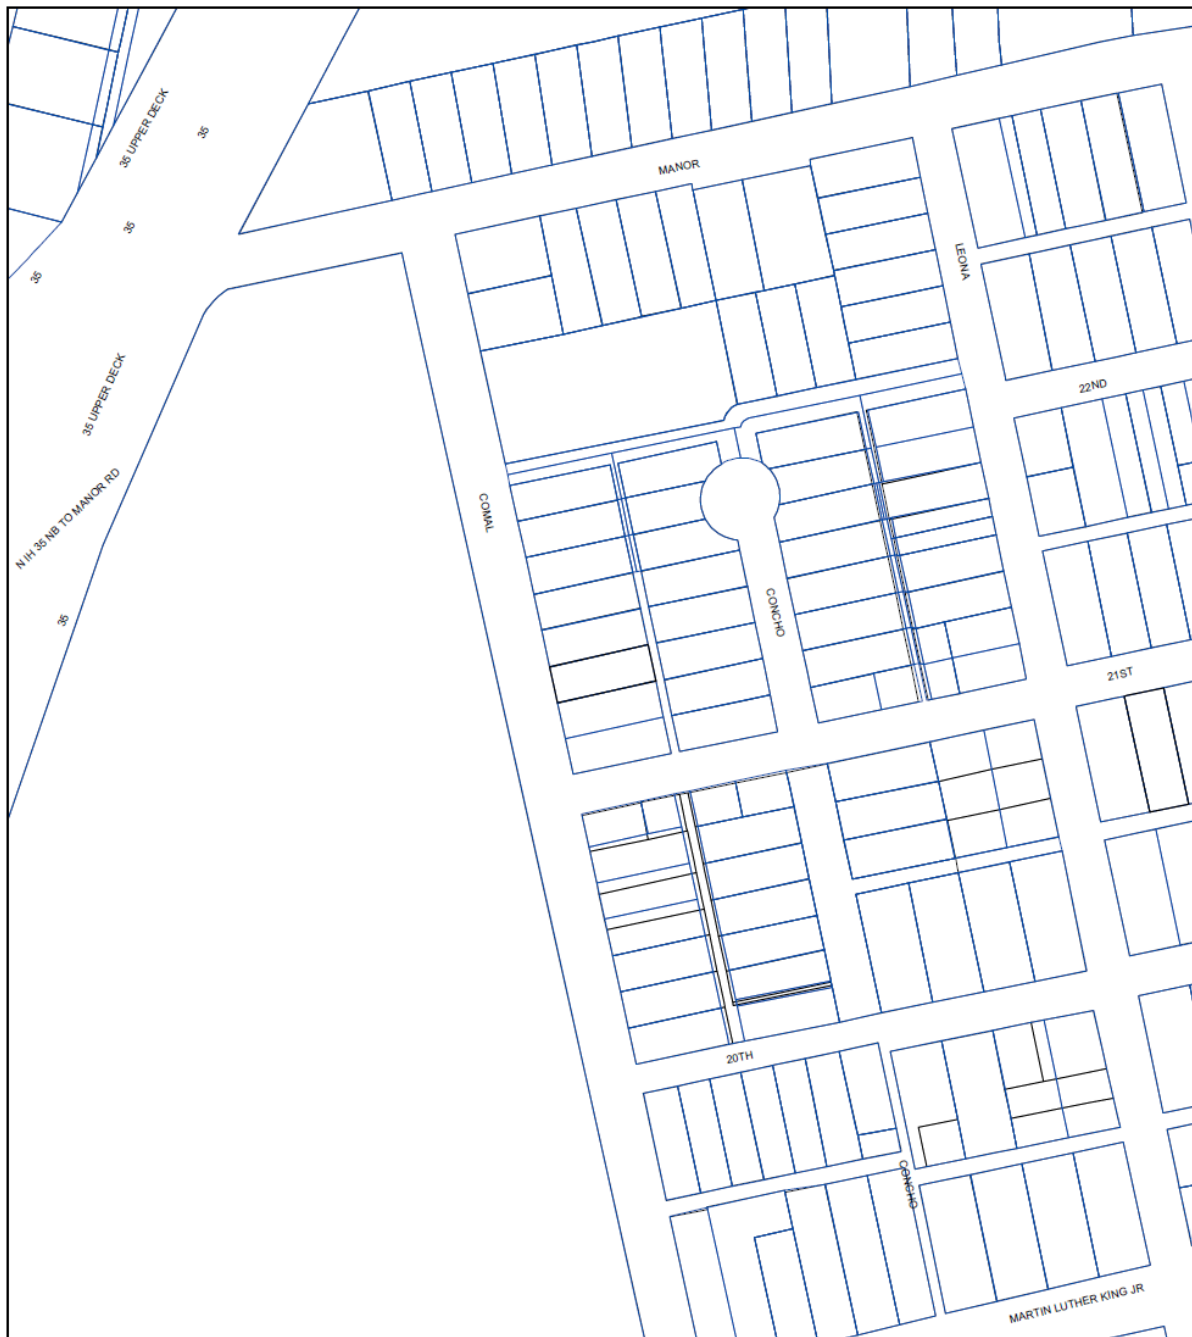 35 UPPER DECK
35
MANOR
35
LEONA
35
35 UPPER DECK
22ND
N IH 35 NB TO MANOR RD
COMAL
CONCHO
35
21ST
20TH
CONCHO
MARTIN LUTHER KING JR